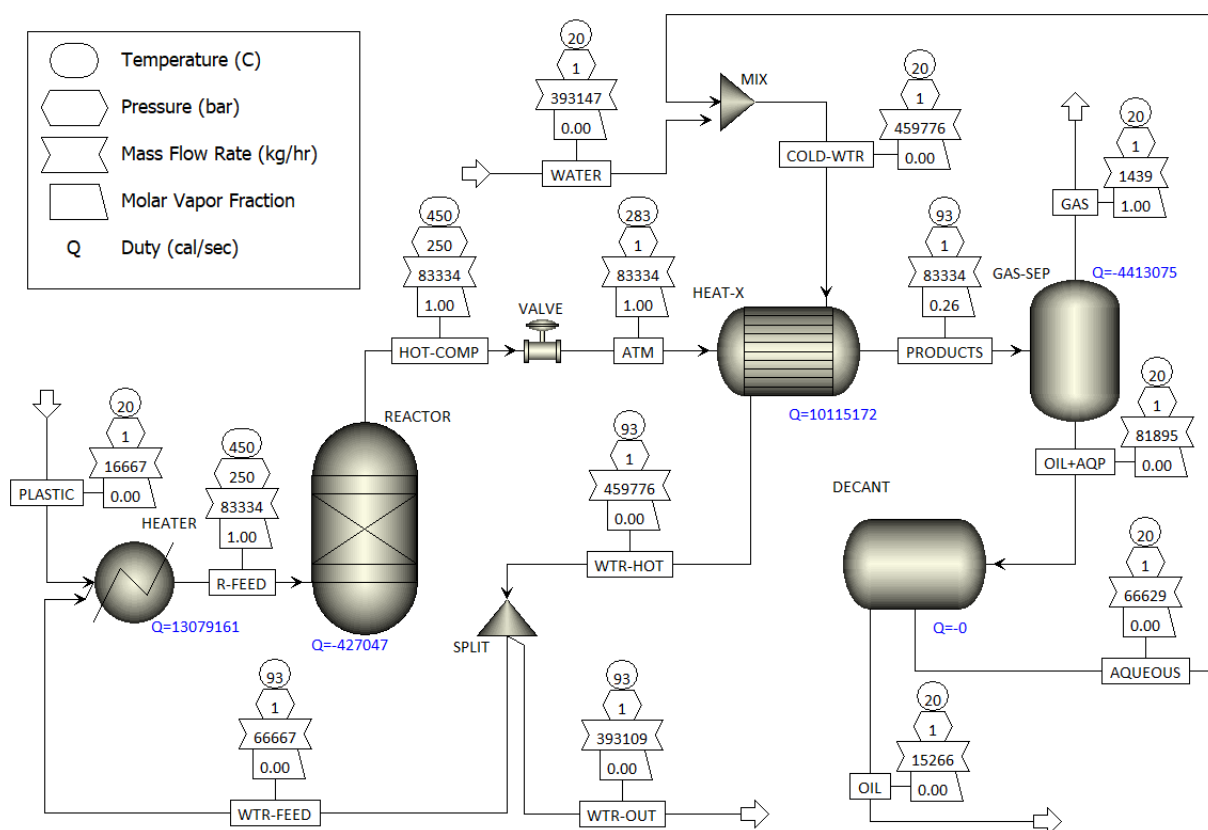 Temperature (C)
Pressure (bar)
Mass Flow Rate (kg/hr)
Molar Vapor Fraction
Q Duty (cal/sec)
20
1
393147
0.00
WATER
MIX
20
1
459776
0.00
COLD-WTR
20
1
1439
1.00
GAS
450
250
83334
1.00
HOT-COMP
VALVE
283
1
83334
1.00
ATM
HEAT-X
Q=10115172
93
1
83334
0.26
PRODUCTS
GAS-SEP
Q=-4413075
20
1
81895
0.00
OIL+AQP
20
1
16667
0.00
PLASTIC
HEATER
Q=13079161
450
250
83334
1.00
R-FEED
REACTOR
Q=-427047
93
1
459776
0.00
WTR-HOT
SPLIT
DECANT
Q=-0
20
1
66629
0.00
AQUEOUS
93
1
66667
0.00
WTR-FEED
93
1
393109
0.00
WTR-OUT
20
1
15266
0.00
OIL